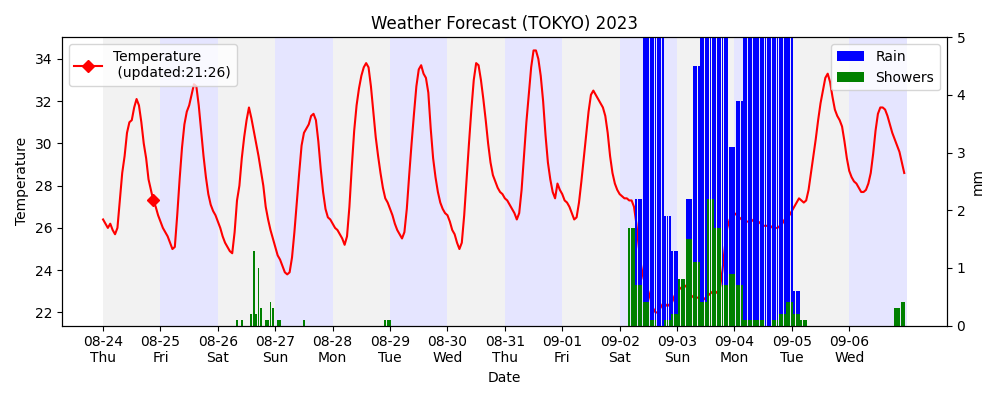 Weather Forecast (TOKYO) 2023
Temperature
(updated:21:26)
Rain
Showers
Temperature
34
32
30
28
26
24
22
5
4
3
2
1
0
mm
08-24 08-25 08-26 08-27 08-28 08-29 08-30 08-31 09-01 09-02 09-03 09-04 09-05 09-06
Thu Fri Sat Sun Mon Tue Wed Thu Fri Sat Sun Mon Tue Wed
Date